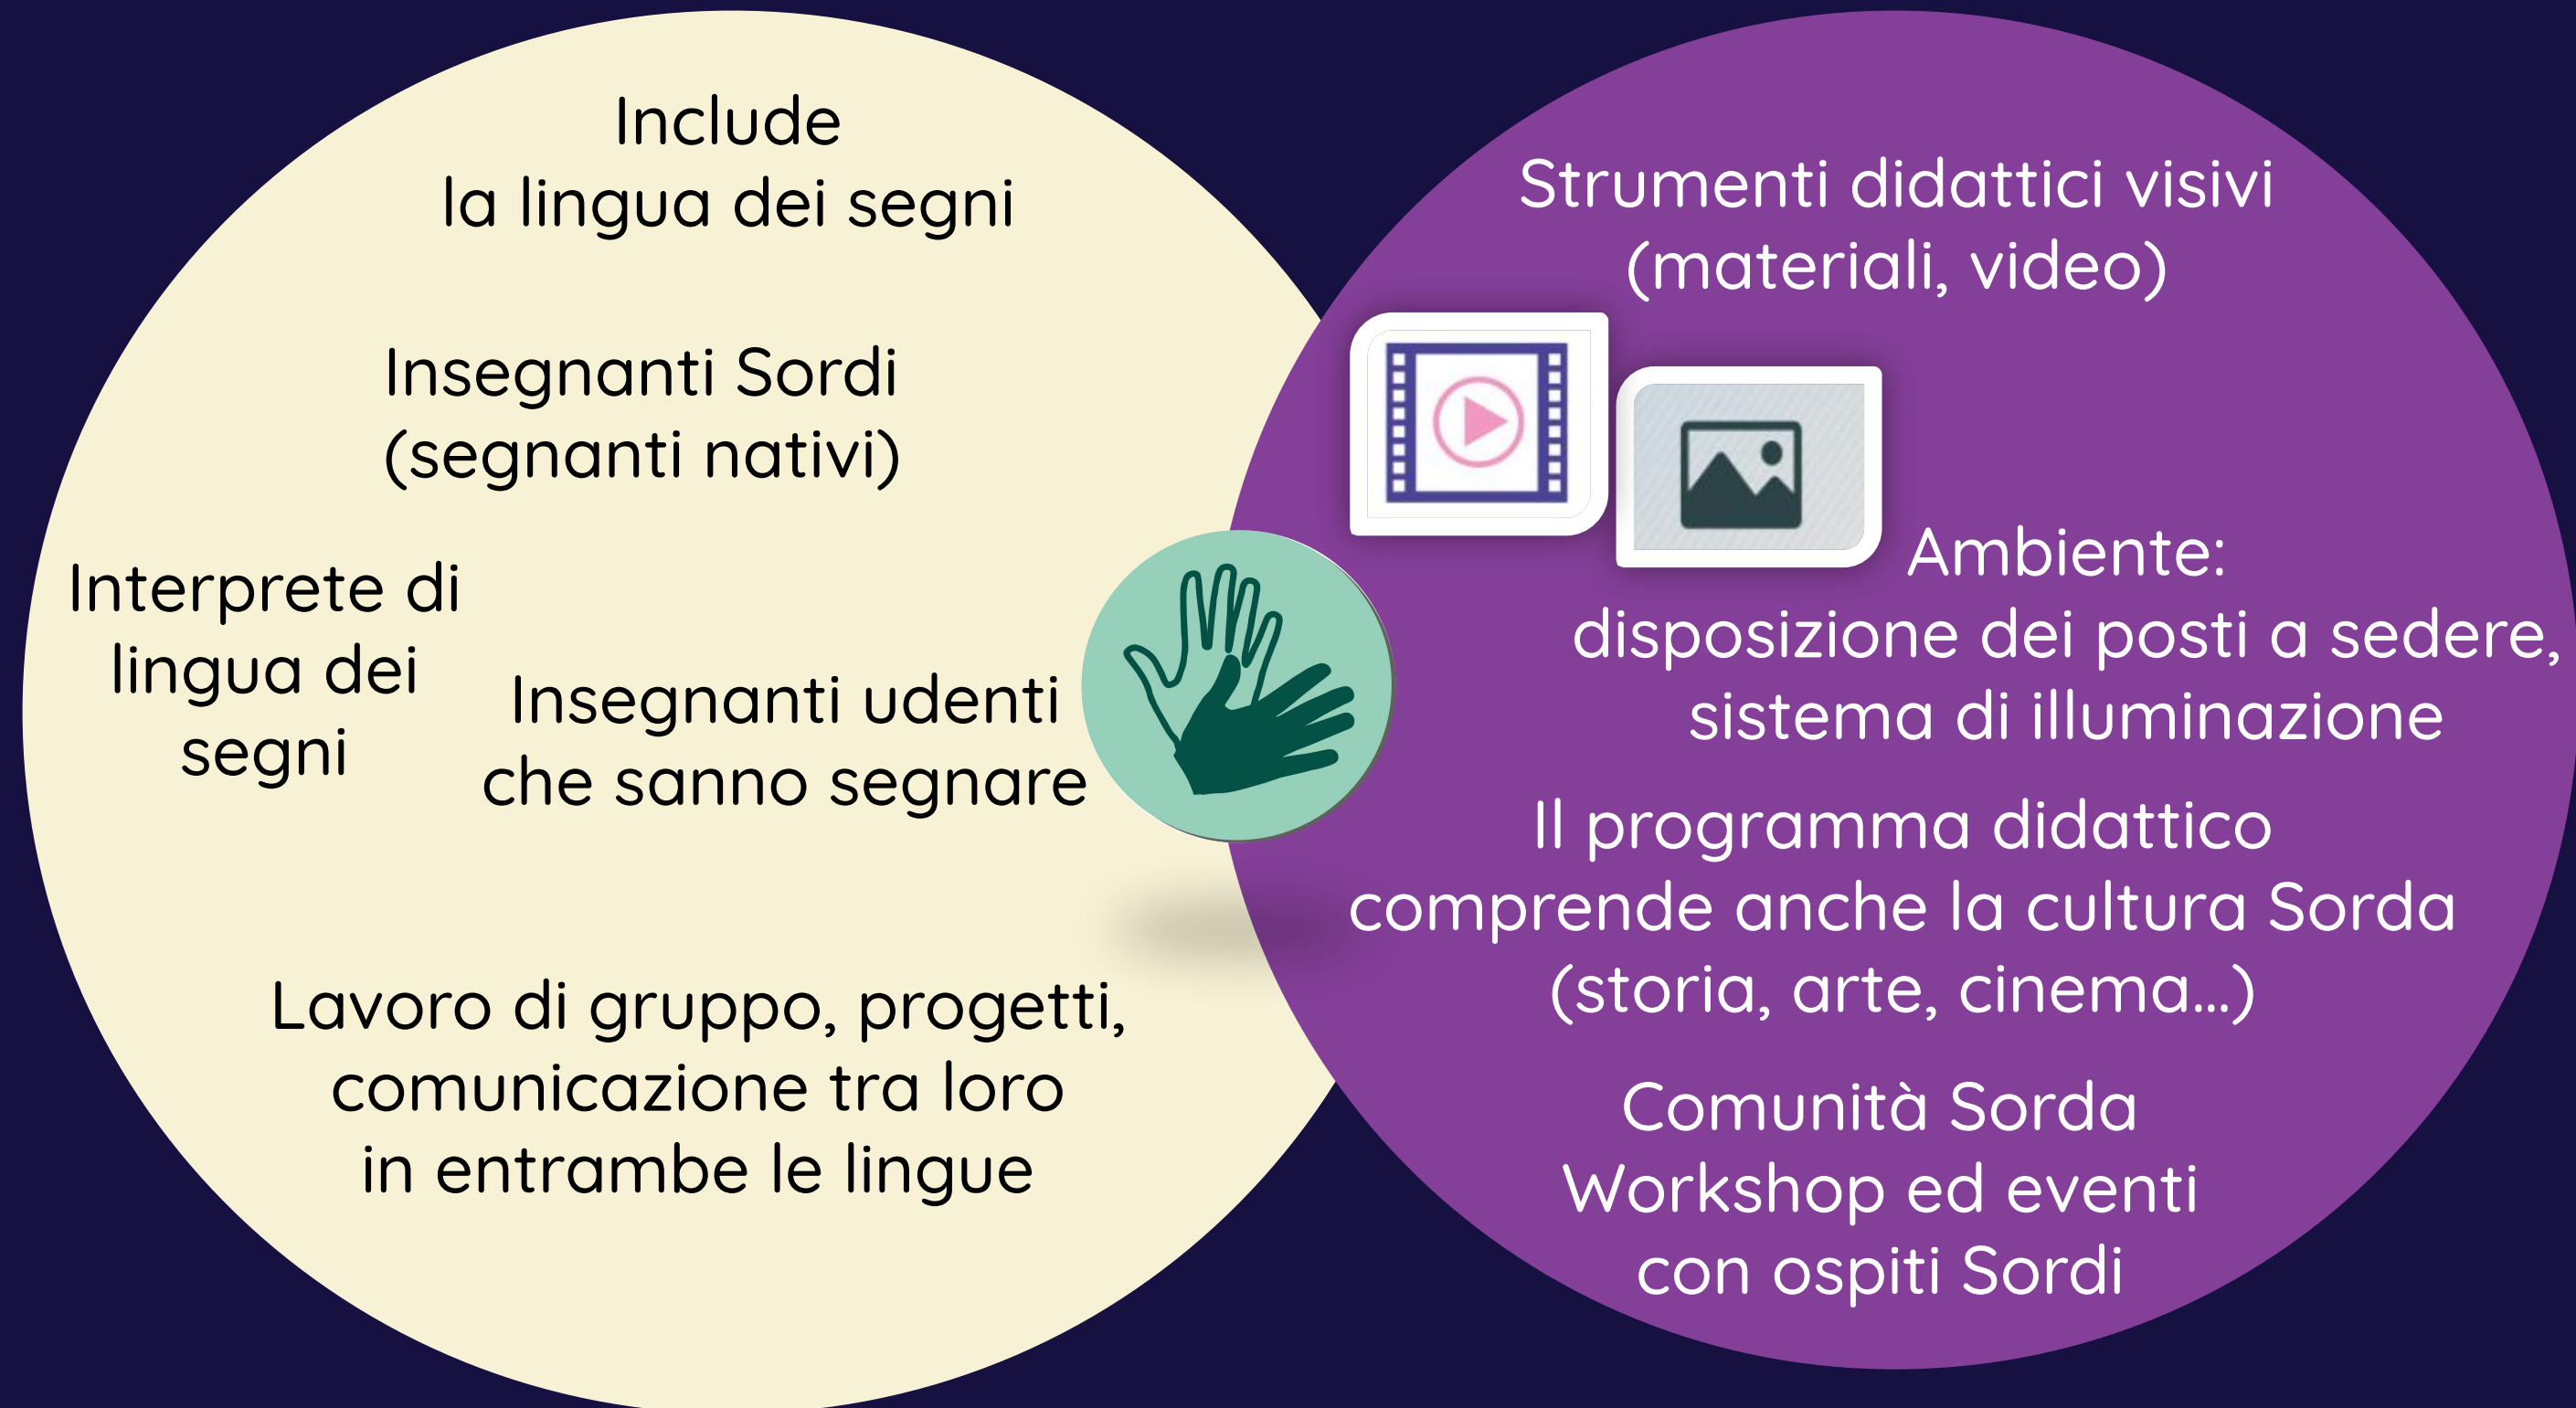 Include
la lingua dei segni
Insegnanti Sordi
(segnanti nativi)
Interprete di
lingua dei
segni
Insegnanti udenti
che sanno segnare
Lavoro di gruppo, progetti,
comunicazione tra loro
in entrambe le lingue
Strumenti didattici visivi
(materiali, video)
Ambiente:
disposizione dei posti a sedere,
sistema di illuminazione
Il programma didattico
comprende anche la cultura Sorda
(storia, arte, cinema...)
Comunità Sorda
Workshop ed eventi
con ospiti Sordi